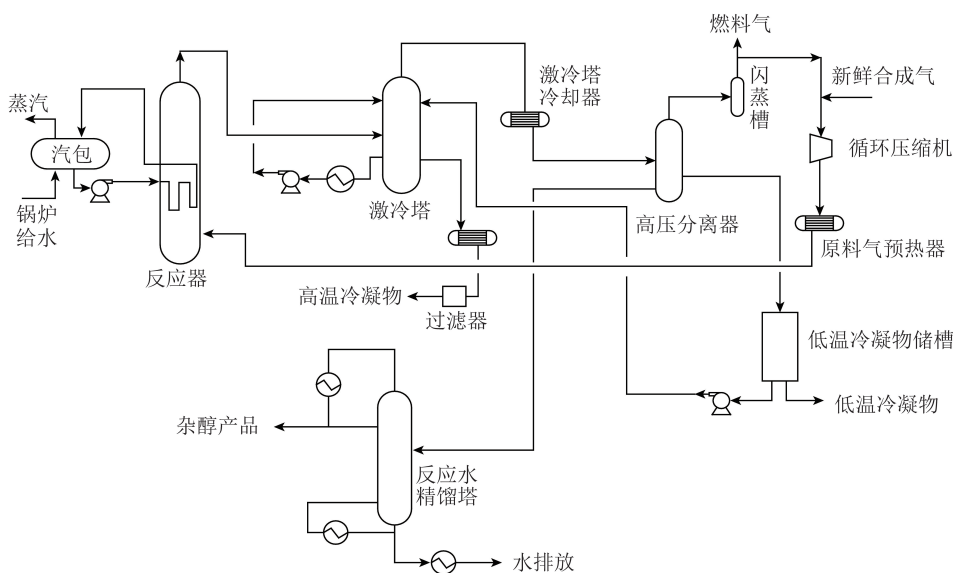 燃料气
激冷塔
冷却器
闪
蒸
槽
新鲜合成气
蒸汽
汽包
循环压缩机
锅炉
给水
激冷塔
高压分离器
原料气预热器
反应器
高温冷凝物
过滤器
低温冷凝物储槽
低温冷凝物
杂醇产品
反应水
精馏塔
水排放